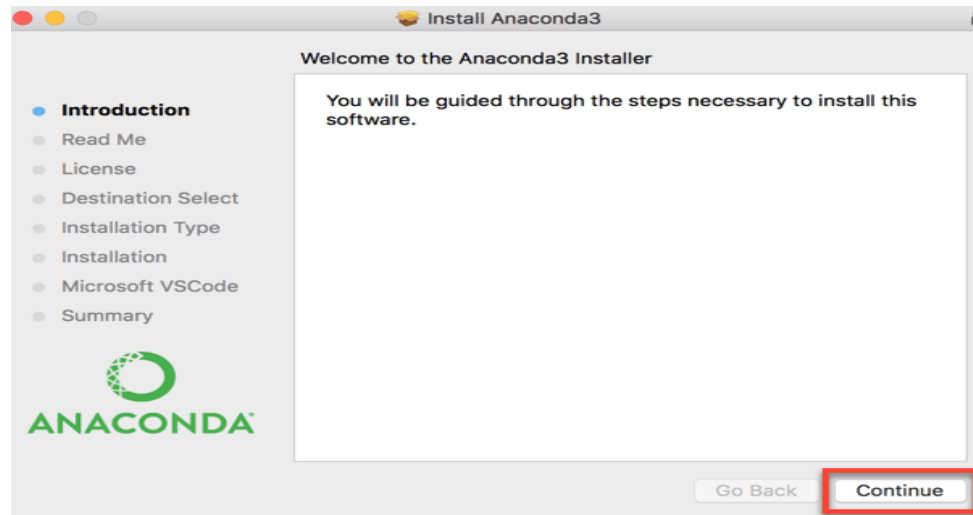 Install Anaconda3
Welcome to the Anaconda3 Installer
Introduction
Read Me
License
Destination Select
Installation Type
Installation
Microsoft VSCode
Summary
ANACONDA
You will be guided through the steps necessary to install this
software.
Go Back
Continue